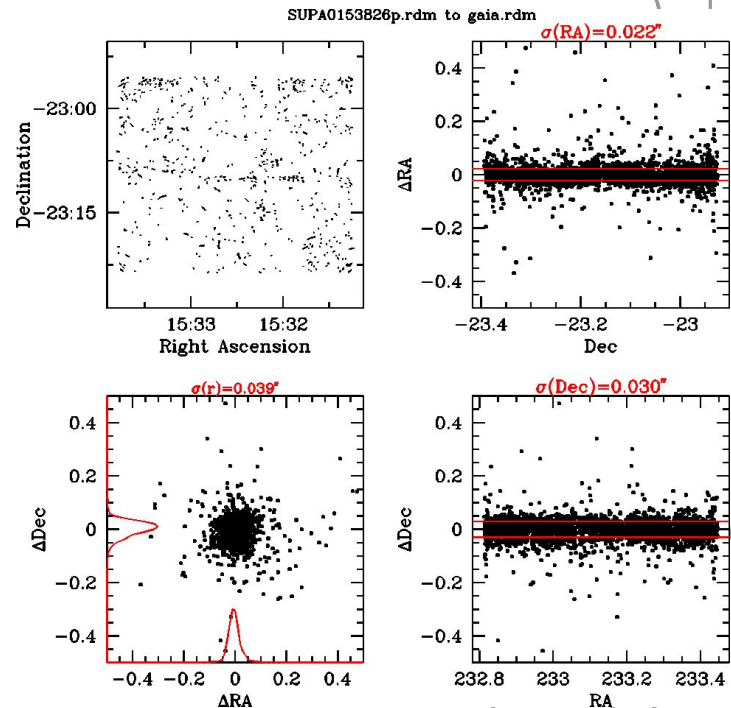 SUPA0153826p.rdm to gaia.rdm
−23:00
−23:15
Declination
15:33 15:32
Right Ascension
σ(RA)=0.022"
0.4
0.2
0
−0.2
−0.4
ΔRA
−23.4 −23.2 −23
Dec
σ(r)=0.039"
0.4
0.2
0
−0.2
−0.4
ΔDec
−0.4 −0.2 0 0.2 0.4
ΔRA
σ(Dec)=0.030"
0.4
0.2
0
−0.2
−0.4
ΔDec
232.8 233 233.2 233.4
RA